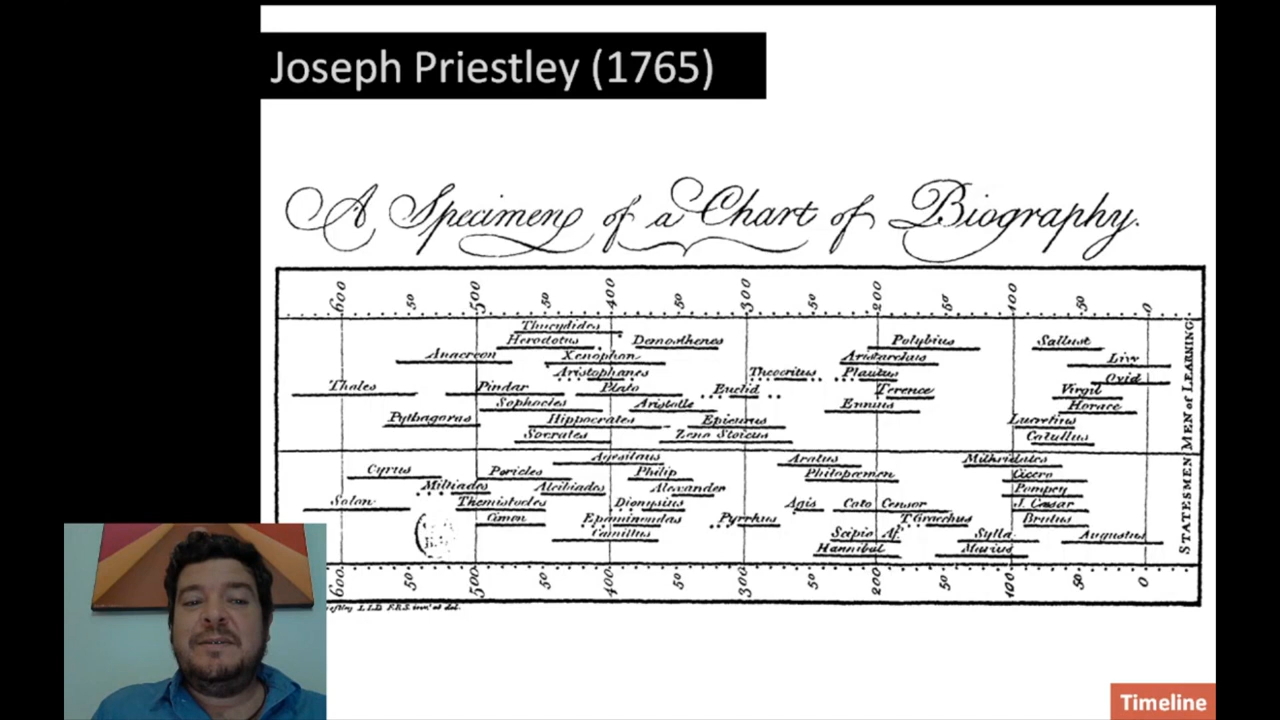 Joseph Priestley (1765)
A Specimen of a Chart of Biography.
600 50 500 50 400 50 300 50 200 50 100 50 0
Thucydides
Herodotus Demosthenes Polybius Sallust
Anacreon Xenophon Aristarchus Livy
Aristophanes Theocritus Plautus Ovid
Thales Pindar Plato Euclid Terence Virgil
Sophocles Aristotle Ennius Horace
Pythagoras Hippocrates Epicurus Lucretius
Socrates Zeno Stoicus Catullus
MEN of LEARNING
Agesilaus Aratus Mithridates
Cyrus Pericles Philip Philopœmen Cicero
Miltiades Alcibiades Alexander Pompey
Solon Themistocles Dionysius Agis Cato Censor J. Cæsar
Cimon Epaminondas Pyrrhus T. Gracchus Brutus
Camillus Scipio Af. Sylla Augustus
Hannibal Marius
STATESMEN
600 50 500 50 400 50 300 50 200 50 100 50 0
L.L.D. F.R.S. inv.t et del.
Timeline